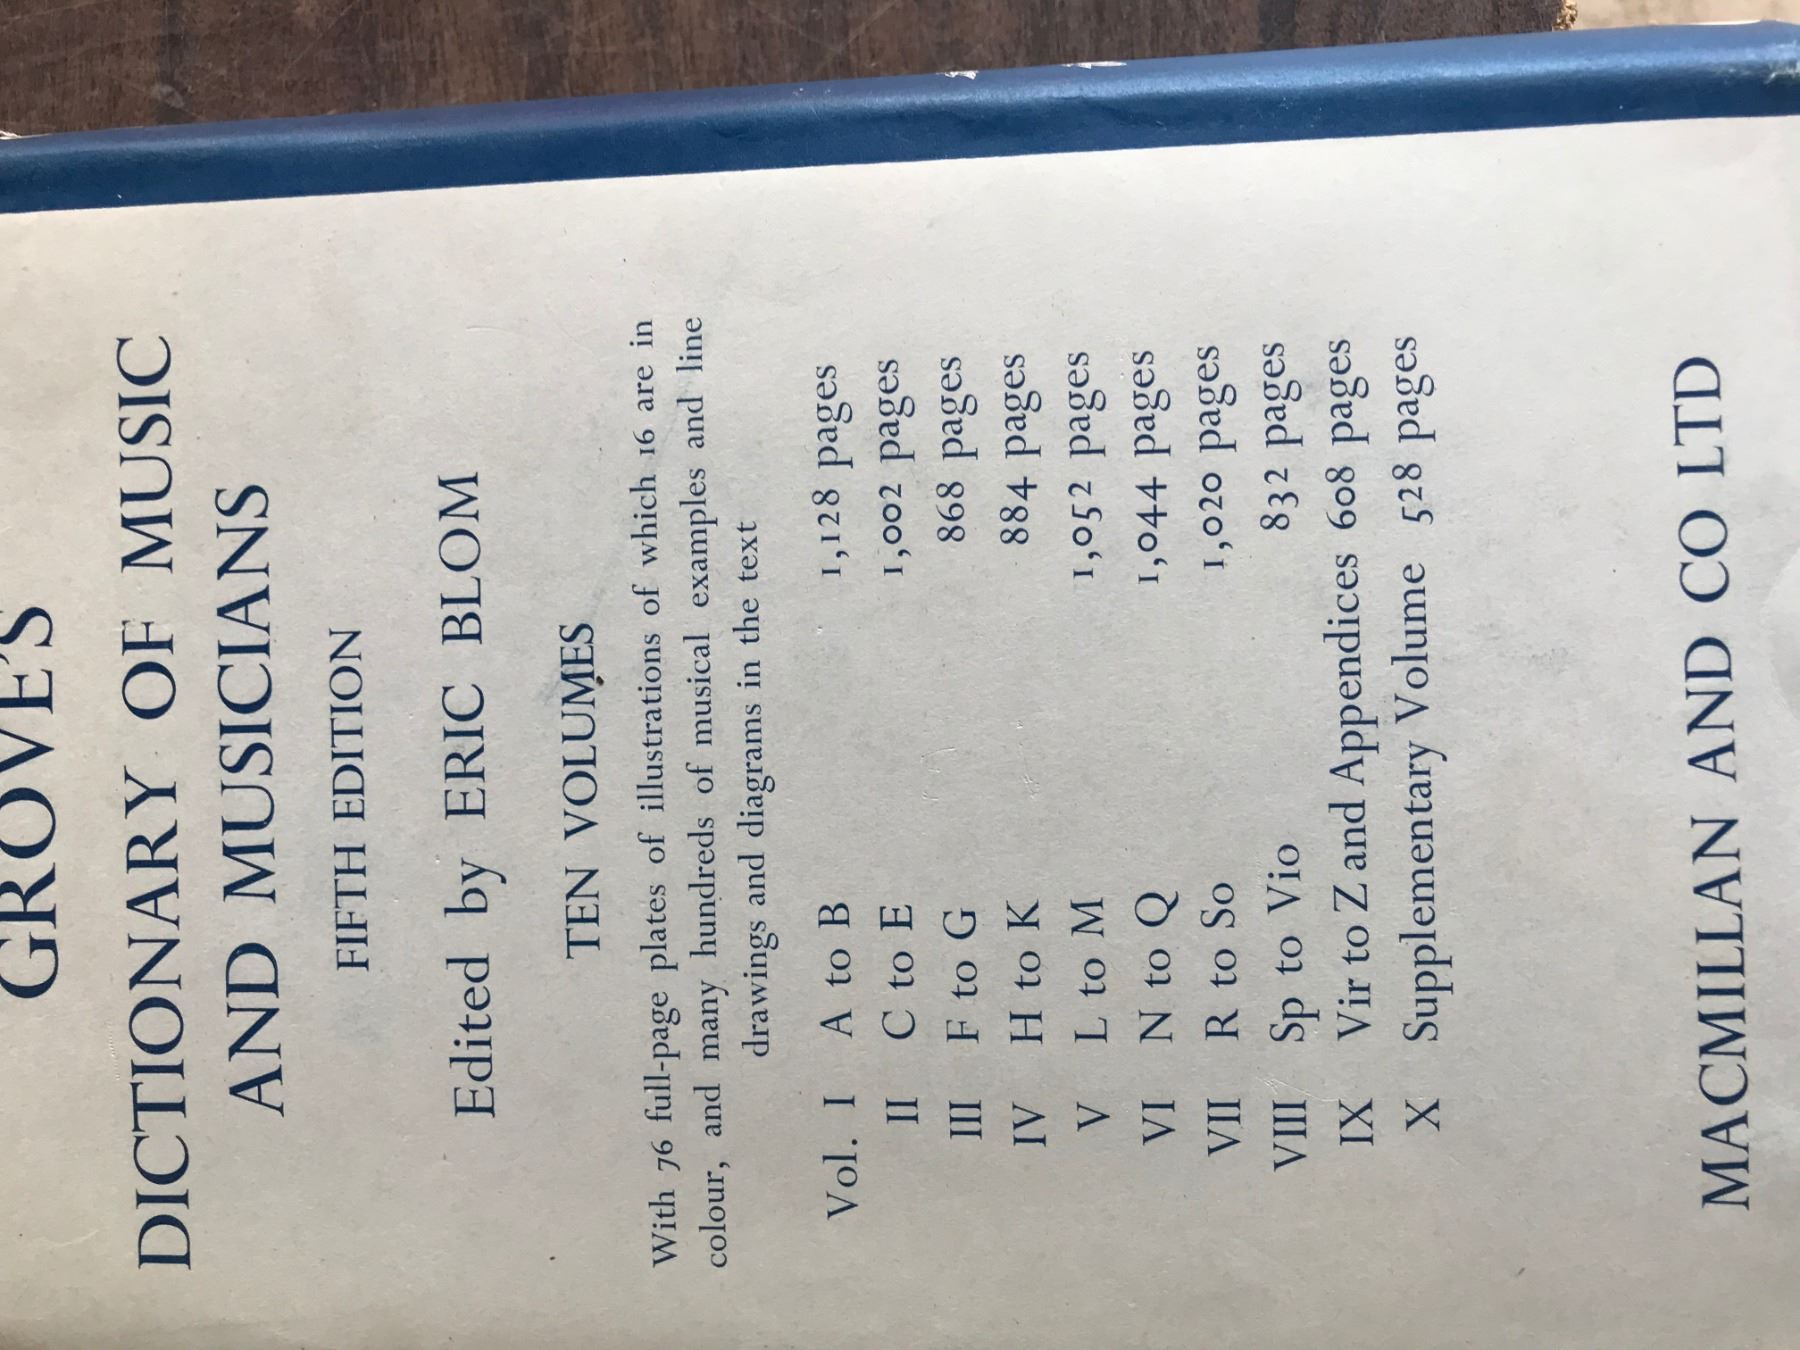 GROVE'S
DICTIONARY OF MUSIC
AND MUSICIANS
FIFTH EDITION
Edited by ERIC BLOM
TEN VOLUMES
With 76 full-page plates of illustrations of which 16 are in
colour, and many hundreds of musical examples and line
drawings and diagrams in the text
Vol. I A to B 1,128 pages
II C to E 1,002 pages
III F to G 868 pages
IV H to K 884 pages
V L to M 1,052 pages
VI N to Q 1,044 pages
VII R to So 1,020 pages
VIII Sp to Vio 832 pages
IX Vir to Z and Appendices 608 pages
X Supplementary Volume 528 pages
MACMILLAN AND CO LTD